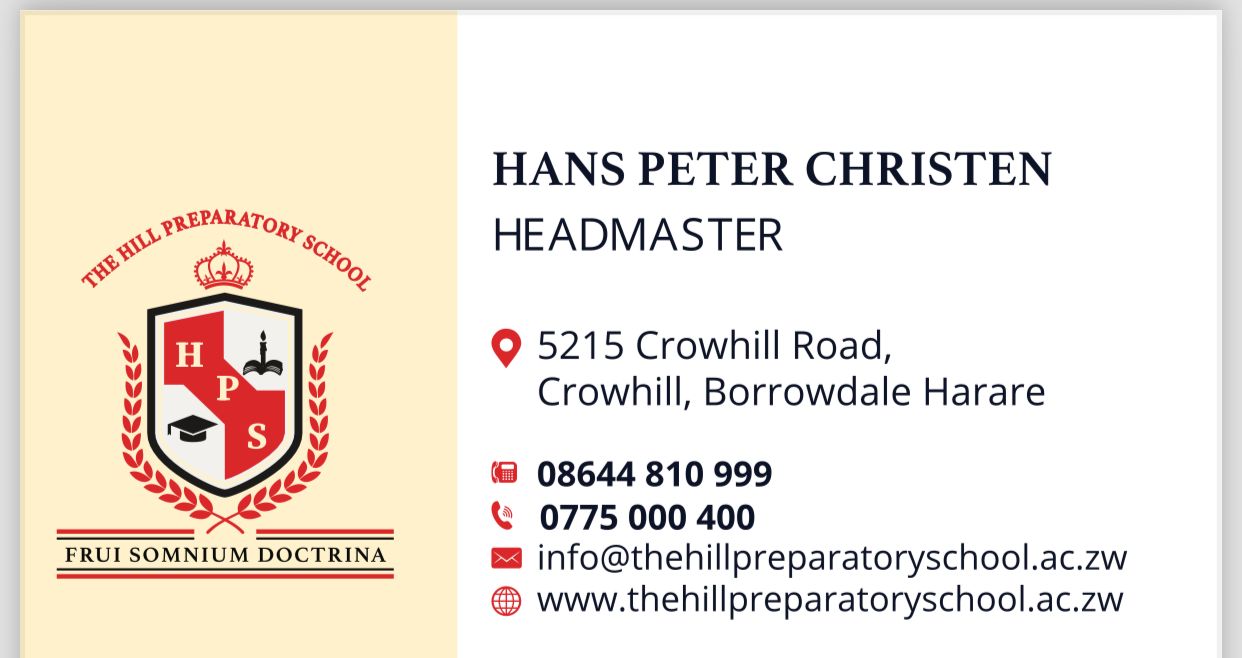 THE HILL PREPARATORY SCHOOL
H
P
S
FRUI SOMNIUM DOCTRINA
HANS PETER CHRISTEN
HEADMASTER
5215 Crowhill Road,
Crowhill, Borrowdale Harare
08644 810 999
0775 000 400
info@thehillpreparatoryschool.ac.zw
www.thehillpreparatoryschool.ac.zw